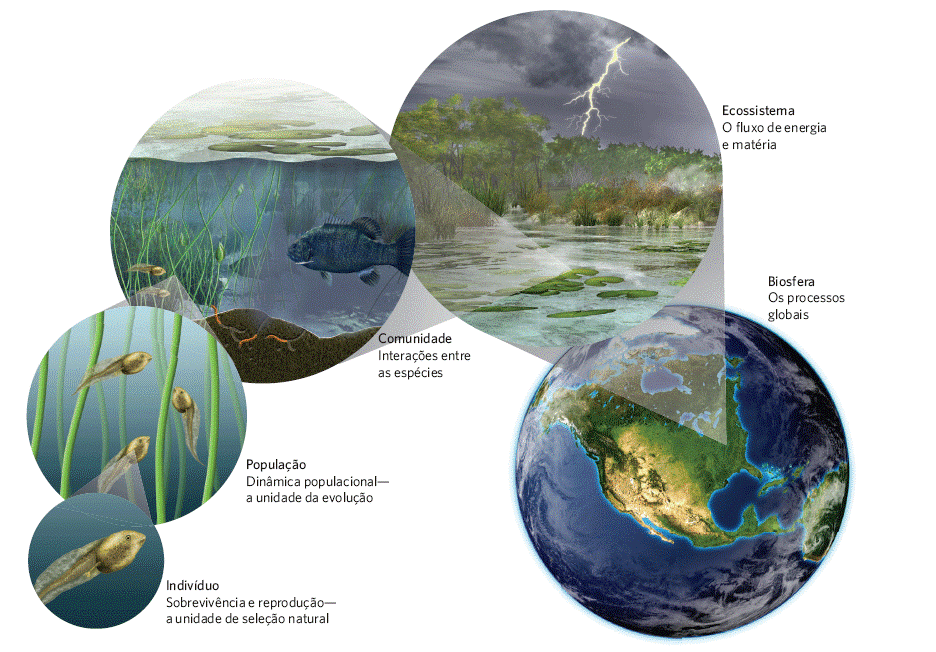 Ecossistema
O fluxo de energia
e matéria
Biosfera
Os processos
globais
Comunidade
Interações entre
as espécies
População
Dinâmica populacional—
a unidade da evolução
Indivíduo
Sobrevivência e reprodução—
a unidade de seleção natural